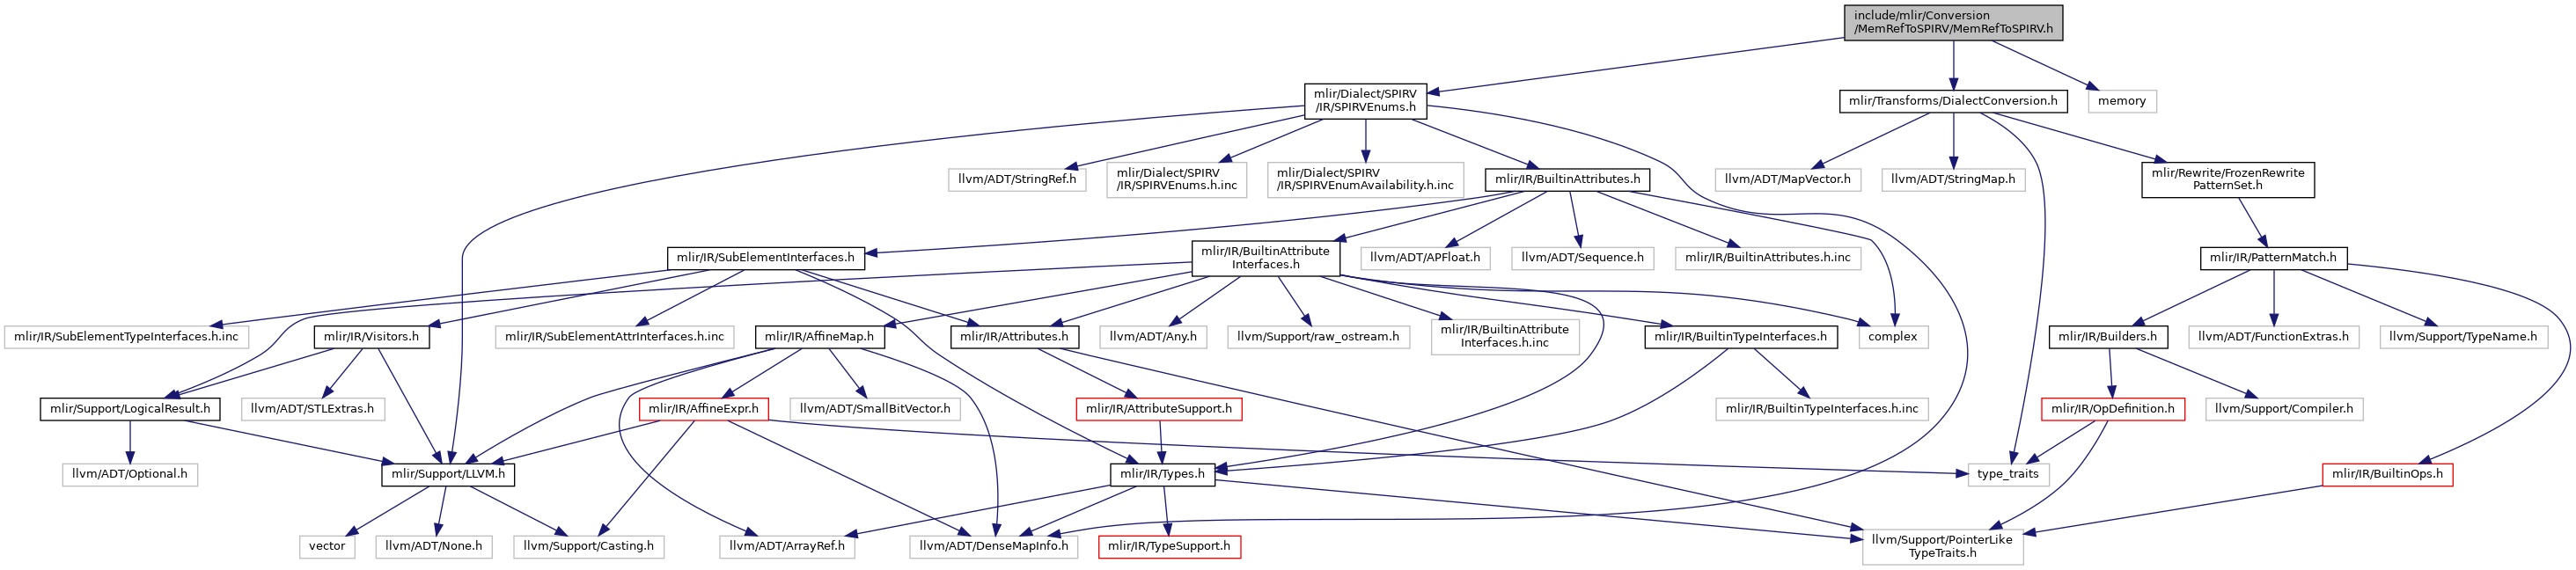 include/mlir/Conversion
/MemRefToSPIRV/MemRefToSPIRV.h
mlir/Dialect/SPIRV
/IR/SPIRVEnums.h
mlir/Transforms/DialectConversion.h
memory
llvm/ADT/StringRef.h
mlir/Dialect/SPIRV
/IR/SPIRVEnums.h.inc
mlir/Dialect/SPIRV
/IR/SPIRVEnumAvailability.h.inc
mlir/IR/BuiltinAttributes.h
llvm/ADT/MapVector.h
llvm/ADT/StringMap.h
mlir/Rewrite/FrozenRewrite
PatternSet.h
mlir/IR/SubElementInterfaces.h
mlir/IR/BuiltinAttribute
Interfaces.h
llvm/ADT/APFloat.h
llvm/ADT/Sequence.h
mlir/IR/BuiltinAttributes.h.inc
mlir/IR/PatternMatch.h
mlir/IR/SubElementTypeInterfaces.h.inc
mlir/IR/Visitors.h
mlir/IR/SubElementAttrInterfaces.h.inc
mlir/IR/AffineMap.h
mlir/IR/Attributes.h
llvm/ADT/Any.h
llvm/Support/raw_ostream.h
mlir/IR/BuiltinAttribute
Interfaces.h.inc
mlir/IR/BuiltinTypeInterfaces.h
complex
mlir/IR/Builders.h
llvm/ADT/FunctionExtras.h
llvm/Support/TypeName.h
mlir/Support/LogicalResult.h
llvm/ADT/STLExtras.h
mlir/IR/AffineExpr.h
llvm/ADT/SmallBitVector.h
mlir/IR/AttributeSupport.h
mlir/IR/BuiltinTypeInterfaces.h.inc
mlir/IR/OpDefinition.h
llvm/Support/Compiler.h
llvm/ADT/Optional.h
mlir/Support/LLVM.h
mlir/IR/Types.h
type_traits
mlir/IR/BuiltinOps.h
vector
llvm/ADT/None.h
llvm/Support/Casting.h
llvm/ADT/ArrayRef.h
llvm/ADT/DenseMapInfo.h
mlir/IR/TypeSupport.h
llvm/Support/PointerLike
TypeTraits.h